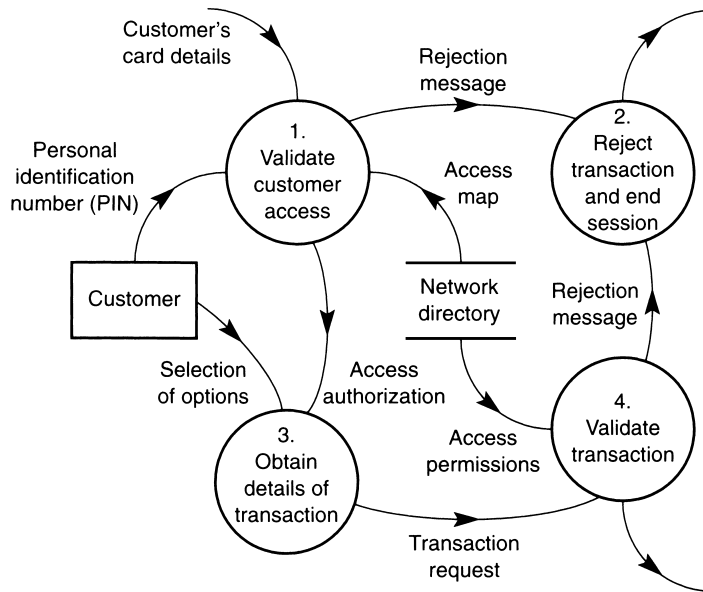 Customer's
card details
Rejection
message
1.
Validate
customer
access
2.
Reject
transaction
and end
session
Personal
identification
number (PIN)
Access
map
Customer
Network
directory
Rejection
message
Selection
of options
Access
authorization
3.
Obtain
details of
transaction
Access
permissions
4.
Validate
transaction
Transaction
request